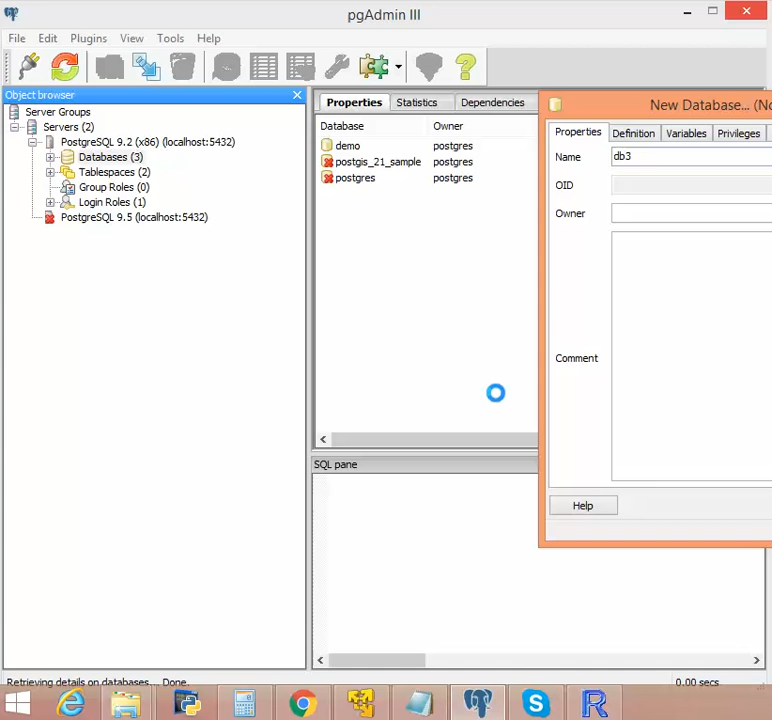 pgAdmin III
File Edit Plugins View Tools Help
Object browser
Server Groups
Servers (2)
PostgreSQL 9.2 (x86) (localhost:5432)
Databases (3)
Tablespaces (2)
Group Roles (0)
Login Roles (1)
PostgreSQL 9.5 (localhost:5432)
Properties Statistics Dependencies
Database Owner
demo postgres
postgis_21_sample postgres
postgres postgres
SQL pane
New Database...
Properties Definition Variables Privileges
Name db3
OID
Owner
Comment
Help
Retrieving details on databases... Done.
0.00 secs